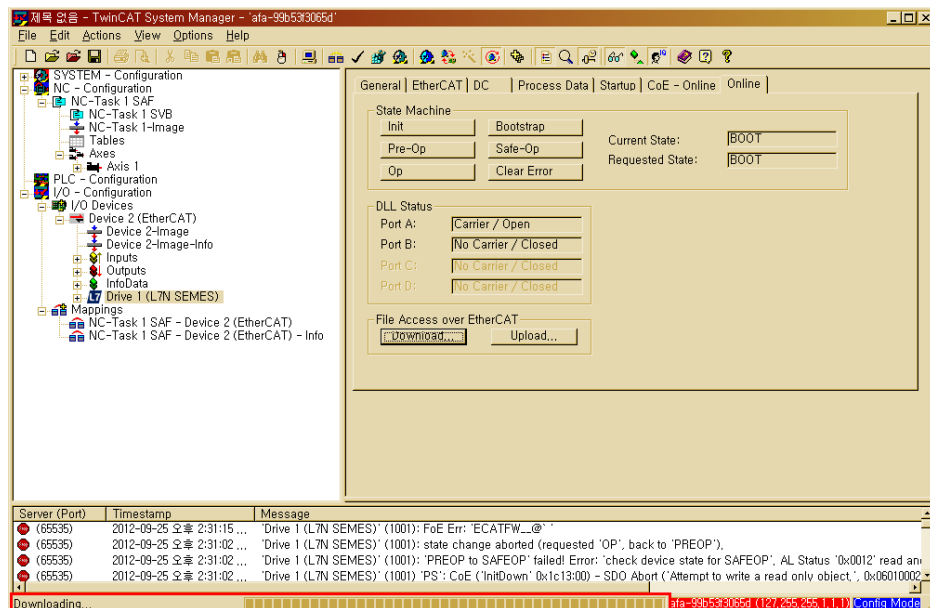 제목 없음 - TwinCAT System Manager - 'afa-99b53f3065d'
File Edit Actions View Options Help
SYSTEM - Configuration
NC - Configuration
NC-Task 1 SAF
NC-Task 1 SVB
NC-Task 1-Image
Tables
Axes
Axis 1
PLC - Configuration
I/O - Configuration
I/O Devices
Device 2 (EtherCAT)
Device 2-Image
Device 2-Image-Info
Inputs
Outputs
InfoData
L7 Drive 1 (L7N SEMES)
Mappings
NC-Task 1 SAF - Device 2 (EtherCAT)
NC-Task 1 SAF - Device 2 (EtherCAT) - Info
General EtherCAT DC Process Data Startup CoE - Online Online
State Machine
Init Bootstrap
Pre-Op Safe-Op
Op Clear Error
Current State: BOOT
Requested State: BOOT
DLL Status
Port A: Carrier / Open
Port B: No Carrier / Closed
Port C: No Carrier / Closed
Port D: No Carrier / Closed
File Access over EtherCAT
Download... Upload...
Server (Port) Timestamp Message
(65535) 2012-09-25 오후 2:31:15 ... 'Drive 1 (L7N SEMES)' (1001): FoE Err: 'ECATFW__@' '
(65535) 2012-09-25 오후 2:31:02 ... 'Drive 1 (L7N SEMES)' (1001): state change aborted (requested 'OP', back to 'PREOP').
(65535) 2012-09-25 오후 2:31:02 ... 'Drive 1 (L7N SEMES)' (1001): 'PREOP to SAFEOP' failed! Error: 'check device state for SAFEOP', AL Status '0x0012' read and
(65535) 2012-09-25 오후 2:31:02 ... 'Drive 1 (L7N SEMES)' (1001) 'PS': CoE ('InitDown' 0x1c13:00) - SDO Abort ('Attempt to write a read only object.', 0x06010002
Downloading... afa-99b53f3065d (127.255.255.1.1.1) Config Mode